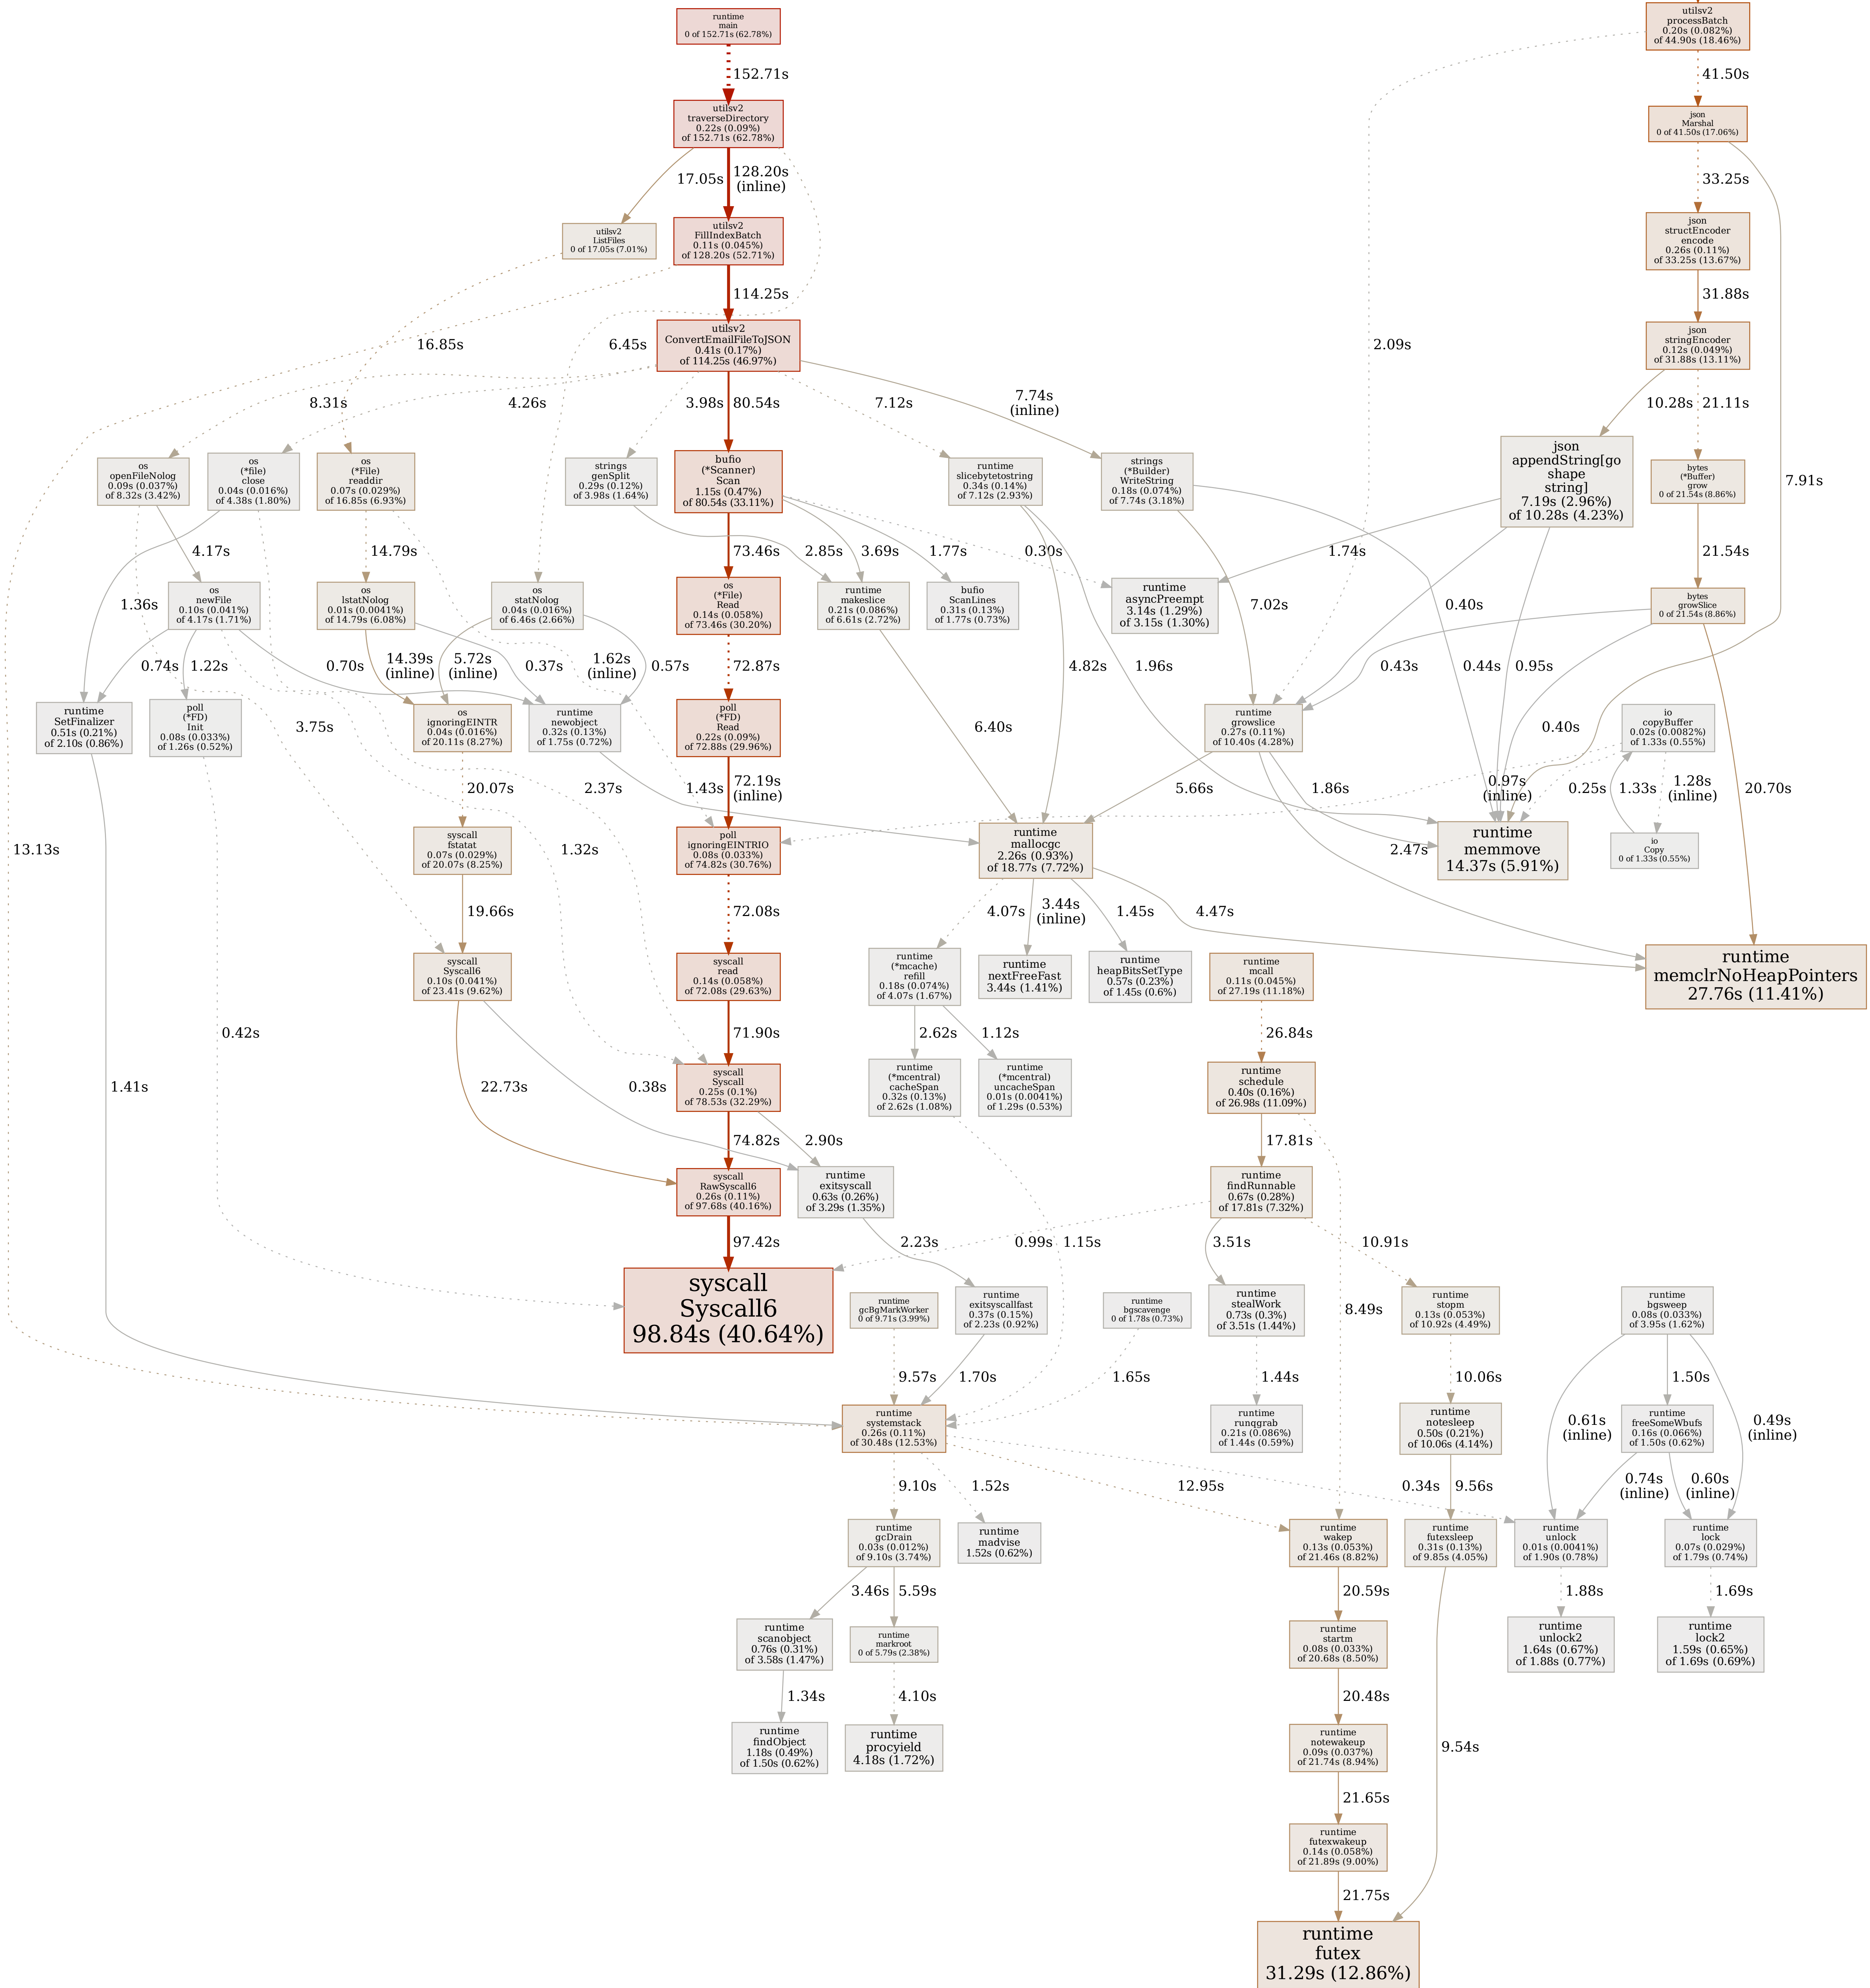 runtime
main
0 of 152.71s (62.78%)
utilsv2
processBatch
0.20s (0.082%)
of 44.90s (18.46%)
152.71s
41.50s
utilsv2
traverseDirectory
0.22s (0.09%)
of 152.71s (62.78%)
json
Marshal
0 of 41.50s (17.06%)
17.05s
128.20s
(inline)
33.25s
utilsv2
ListFiles
0 of 17.05s (7.01%)
utilsv2
FillIndexBatch
0.11s (0.045%)
of 128.20s (52.71%)
json
structEncoder
encode
0.26s (0.11%)
of 33.25s (13.67%)
114.25s
31.88s
16.85s
6.45s
utilsv2
ConvertEmailFileToJSON
0.41s (0.17%)
of 114.25s (46.97%)
2.09s
json
stringEncoder
0.12s (0.049%)
of 31.88s (13.11%)
8.31s
4.26s
3.98s
80.54s
7.12s
7.74s
(inline)
10.28s
21.11s
os
openFileNolog
0.09s (0.037%)
of 8.32s (3.42%)
os
(*file)
close
0.04s (0.016%)
of 4.38s (1.80%)
os
(*File)
readdir
0.07s (0.029%)
of 16.85s (6.93%)
strings
genSplit
0.29s (0.12%)
of 3.98s (1.64%)
bufio
(*Scanner)
Scan
1.15s (0.47%)
of 80.54s (33.11%)
runtime
slicebytetostring
0.34s (0.14%)
of 7.12s (2.93%)
strings
(*Builder)
WriteString
0.18s (0.074%)
of 7.74s (3.18%)
json
appendString[go
shape
string]
7.19s (2.96%)
of 10.28s (4.23%)
bytes
(*Buffer)
grow
0 of 21.54s (8.86%)
7.91s
4.17s
14.79s
73.46s
2.85s
3.69s
1.77s
0.30s
1.74s
21.54s
1.36s
os
newFile
0.10s (0.041%)
of 4.17s (1.71%)
os
lstatNolog
0.01s (0.0041%)
of 14.79s (6.08%)
os
statNolog
0.04s (0.016%)
of 6.46s (2.66%)
os
(*File)
Read
0.14s (0.058%)
of 73.46s (30.20%)
runtime
makeslice
0.21s (0.086%)
of 6.61s (2.72%)
bufio
ScanLines
0.31s (0.13%)
of 1.77s (0.73%)
runtime
asyncPreempt
3.14s (1.29%)
of 3.15s (1.30%)
7.02s
0.40s
bytes
growSlice
0 of 21.54s (8.86%)
0.74s
1.22s
0.70s
14.39s
(inline)
5.72s
(inline)
0.37s
1.62s
(inline)
0.57s
72.87s
4.82s
1.96s
0.43s
0.44s
0.95s
runtime
SetFinalizer
0.51s (0.21%)
of 2.10s (0.86%)
poll
(*FD)
Init
0.08s (0.033%)
of 1.26s (0.52%)
3.75s
os
ignoringEINTR
0.04s (0.016%)
of 20.11s (8.27%)
runtime
newobject
0.32s (0.13%)
of 1.75s (0.72%)
poll
(*FD)
Read
0.22s (0.09%)
of 72.88s (29.96%)
6.40s
runtime
growslice
0.27s (0.11%)
of 10.40s (4.28%)
0.40s
io
copyBuffer
0.02s (0.0082%)
of 1.33s (0.55%)
20.07s
2.37s
1.43s
72.19s
(inline)
5.66s
1.86s
0.97s
(inline)
0.25s
1.33s
1.28s
(inline)
20.70s
13.13s
syscall
fstatat
0.07s (0.029%)
of 20.07s (8.25%)
1.32s
poll
ignoringEINTRIO
0.08s (0.033%)
of 74.82s (30.76%)
runtime
mallocgc
2.26s (0.93%)
of 18.77s (7.72%)
2.47s
runtime
memmove
14.37s (5.91%)
io
Copy
0 of 1.33s (0.55%)
19.66s
72.08s
4.07s
3.44s
(inline)
1.45s
4.47s
syscall
Syscall6
0.10s (0.041%)
of 23.41s (9.62%)
syscall
read
0.14s (0.058%)
of 72.08s (29.63%)
runtime
(*mcache)
refill
0.18s (0.074%)
of 4.07s (1.67%)
runtime
nextFreeFast
3.44s (1.41%)
runtime
heapBitsSetType
0.57s (0.23%)
of 1.45s (0.6%)
runtime
mcall
0.11s (0.045%)
of 27.19s (11.18%)
runtime
memclrNoHeapPointers
27.76s (11.41%)
0.42s
71.90s
2.62s
1.12s
26.84s
1.41s
22.73s
0.38s
syscall
Syscall
0.25s (0.1%)
of 78.53s (32.29%)
runtime
(*mcentral)
cacheSpan
0.32s (0.13%)
of 2.62s (1.08%)
runtime
(*mcentral)
uncacheSpan
0.01s (0.0041%)
of 1.29s (0.53%)
runtime
schedule
0.40s (0.16%)
of 26.98s (11.09%)
74.82s
2.90s
17.81s
syscall
RawSyscall6
0.26s (0.11%)
of 97.68s (40.16%)
runtime
exitsyscall
0.63s (0.26%)
of 3.29s (1.35%)
runtime
findRunnable
0.67s (0.28%)
of 17.81s (7.32%)
97.42s
2.23s
0.99s
1.15s
3.51s
10.91s
syscall
Syscall6
98.84s (40.64%)
runtime
gcBgMarkWorker
0 of 9.71s (3.99%)
runtime
exitsyscallfast
0.37s (0.15%)
of 2.23s (0.92%)
runtime
bgscavenge
0 of 1.78s (0.73%)
runtime
stealWork
0.73s (0.3%)
of 3.51s (1.44%)
8.49s
runtime
stopm
0.13s (0.053%)
of 10.92s (4.49%)
runtime
bgsweep
0.08s (0.033%)
of 3.95s (1.62%)
9.57s
1.70s
1.65s
1.44s
10.06s
1.50s
runtime
systemstack
0.26s (0.11%)
of 30.48s (12.53%)
runtime
runqgrab
0.21s (0.086%)
of 1.44s (0.59%)
runtime
notesleep
0.50s (0.21%)
of 10.06s (4.14%)
0.61s
(inline)
runtime
freeSomeWbufs
0.16s (0.066%)
of 1.50s (0.62%)
0.49s
(inline)
9.10s
1.52s
12.95s
0.34s
9.56s
0.74s
(inline)
0.60s
(inline)
runtime
gcDrain
0.03s (0.012%)
of 9.10s (3.74%)
runtime
madvise
1.52s (0.62%)
runtime
wakep
0.13s (0.053%)
of 21.46s (8.82%)
runtime
futexsleep
0.31s (0.13%)
of 9.85s (4.05%)
runtime
unlock
0.01s (0.0041%)
of 1.90s (0.78%)
runtime
lock
0.07s (0.029%)
of 1.79s (0.74%)
3.46s
5.59s
20.59s
1.88s
1.69s
runtime
scanobject
0.76s (0.31%)
of 3.58s (1.47%)
runtime
markroot
0 of 5.79s (2.38%)
runtime
startm
0.08s (0.033%)
of 20.68s (8.50%)
runtime
unlock2
1.64s (0.67%)
of 1.88s (0.77%)
runtime
lock2
1.59s (0.65%)
of 1.69s (0.69%)
1.34s
4.10s
20.48s
runtime
findObject
1.18s (0.49%)
of 1.50s (0.62%)
runtime
procyield
4.18s (1.72%)
runtime
notewakeup
0.09s (0.037%)
of 21.74s (8.94%)
9.54s
21.65s
runtime
futexwakeup
0.14s (0.058%)
of 21.89s (9.00%)
21.75s
runtime
futex
31.29s (12.86%)